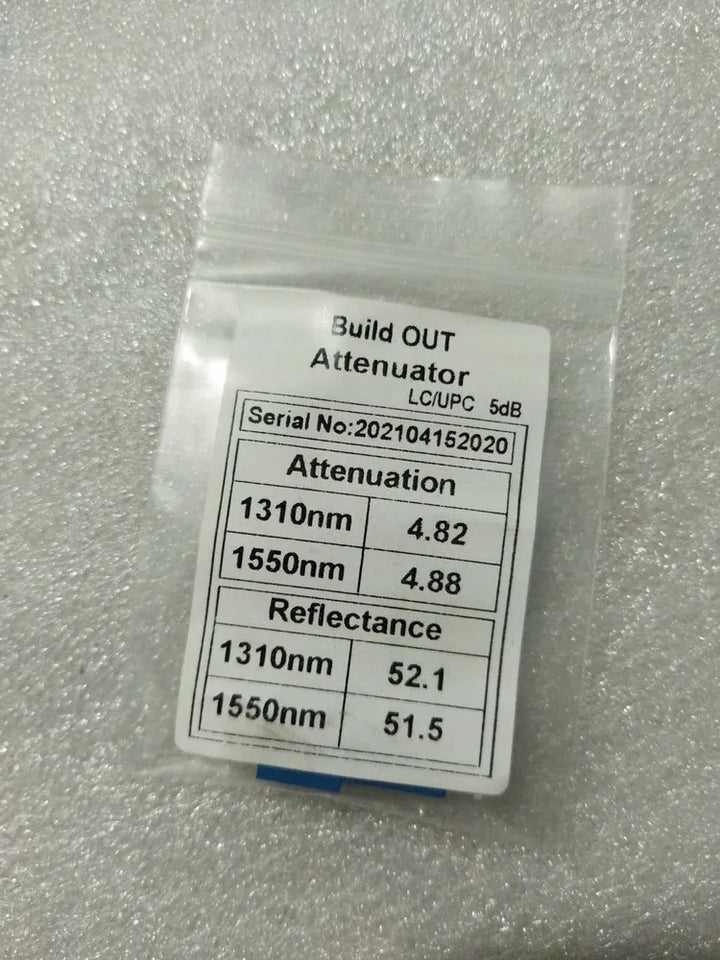 Build OUT
Attenuator
LC/UPC 5dB
Serial No:202104152020
Attenuation
1310nm 4.82
1550nm 4.88
Reflectance
1310nm 52.1
1550nm 51.5